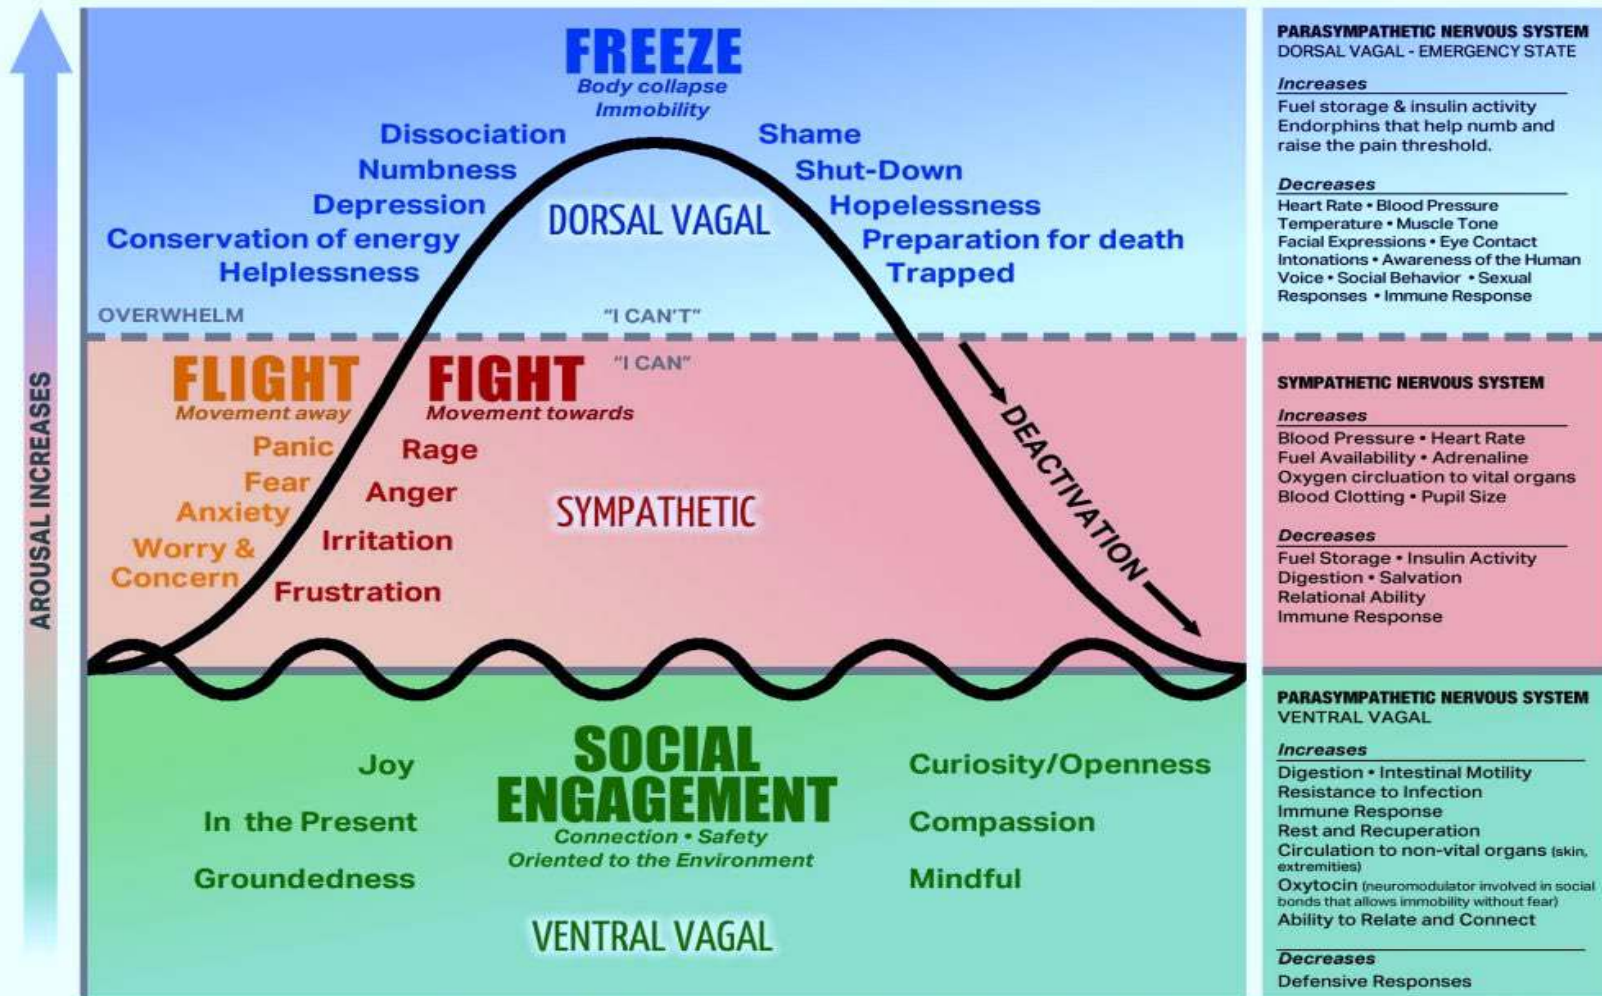 AROUSAL INCREASES
FREEZE
Body collapse
Immobility
Dissociation
Numbness
Depression
Conservation of energy
Helplessness
Shame
Shut-Down
Hopelessness
Preparation for death
Trapped
DORSAL VAGAL
OVERWHELM
"I CAN'T"
"I CAN"
FLIGHT
Movement away
Panic
Fear
Anxiety
Worry &
Concern
FIGHT
Movement towards
Rage
Anger
Irritation
Frustration
SYMPATHETIC
DEACTIVATION
SOCIAL
ENGAGEMENT
Connection • Safety
Oriented to the Environment
Joy
In the Present
Groundedness
Curiosity/Openness
Compassion
Mindful
VENTRAL VAGAL
PARASYMPATHETIC NERVOUS SYSTEM
DORSAL VAGAL - EMERGENCY STATE
Increases
Fuel storage & insulin activity
Endorphins that help numb and
raise the pain threshold.
Decreases
Heart Rate • Blood Pressure
Temperature • Muscle Tone
Facial Expressions • Eye Contact
Intonations • Awareness of the Human
Voice • Social Behavior • Sexual
Responses • Immune Response
SYMPATHETIC NERVOUS SYSTEM
Increases
Blood Pressure • Heart Rate
Fuel Availability • Adrenaline
Oxygen circluation to vital organs
Blood Clotting • Pupil Size
Decreases
Fuel Storage • Insulin Activity
Digestion • Salvation
Relational Ability
Immune Response
PARASYMPATHETIC NERVOUS SYSTEM
VENTRAL VAGAL
Increases
Digestion • Intestinal Motility
Resistance to Infection
Immune Response
Rest and Recuperation
Circulation to non-vital organs (skin,
extremities)
Oxytocin (neuromodulator involved in social
bonds that allows immobility without fear)
Ability to Relate and Connect
Decreases
Defensive Responses